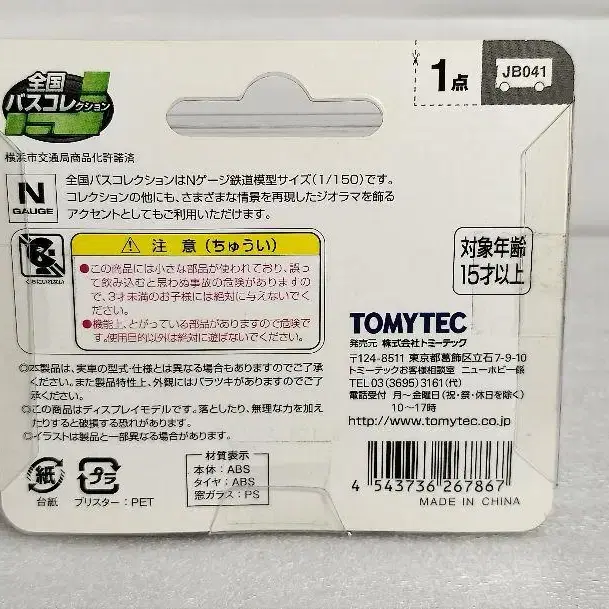 全国
バスコレクション
1点
JB041
横浜市交通局商品化許諾済
N
GAUGE
全国バスコレクションはNゲージ鉄道模型サイズ(1/150)です。
コレクションの他にも、さまざまな情景を再現したジオラマを飾る
アクセントとしてもご利用いただけます。
くちにいれない
注意(ちゅうい)
●この商品には小さな部品が使われており、誤っ
て飲み込むと思わぬ事故の危険がありますの
で、3才未満のお子様には絶対に与えないでく
ださい。
●機能上、とがっている部品がありますので危険で
す。使用目的以外は絶対に遊ばないでください。
対象年齢
15才以上
TOMYTEC
発売元 株式会社トミーテック
〒124-8511 東京都葛飾区立石7-9-10
トミーテックお客様相談室 ニューホビー係
TEL 03(3695)3161(代)
電話受付 月~金曜日(祝・祭・休日を除く)
10~17時
http://www.tomytec.co.jp
◎本製品は、実車の型式・仕様とは異なる場合もありますのでご了承
ください。また製品特性上、外観にはバラツキがありますのでご了
承ください。
◎この商品はディスプレイモデルです。落としたり、無理な力を加え
たりすると破損する恐れがあります。
◎イラストは製品と一部異なる場合があります。
紙
台紙
プラ
ブリスター:PET
材質表示
本体:ABS
タイヤ:ABS
窓ガラス:PS
4 543736 267867
MADE IN CHINA